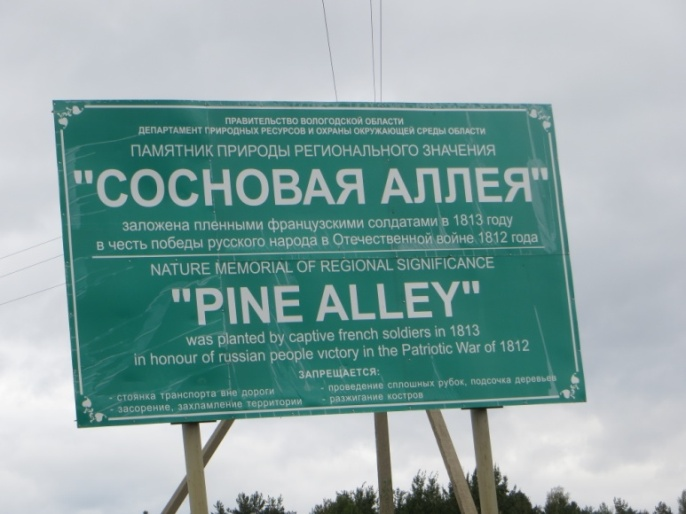 ПРАВИТЕЛЬСТВО ВОЛОГОДСКОЙ ОБЛАСТИ
ДЕПАРТАМЕНТ ПРИРОДНЫХ РЕСУРСОВ И ОХРАНЫ ОКРУЖАЮЩЕЙ СРЕДЫ ОБЛАСТИ
ПАМЯТНИК ПРИРОДЫ РЕГИОНАЛЬНОГО ЗНАЧЕНИЯ
"СОСНОВАЯ АЛЛЕЯ"
заложена пленными французскими солдатами в 1813 году
в честь победы русского народа в Отечественной войне 1812 года
NATURE MEMORIAL OF REGIONAL SIGNIFICANCE
"PINE ALLEY"
was planted by captive french soldiers in 1813
in honour of russian people victory in the Patriotic War of 1812
ЗАПРЕЩАЕТСЯ:
- стоянка транспорта вне дороги - проведение сплошных рубок, подсочка деревьев
- засорение, захламление территории - разжигание костров